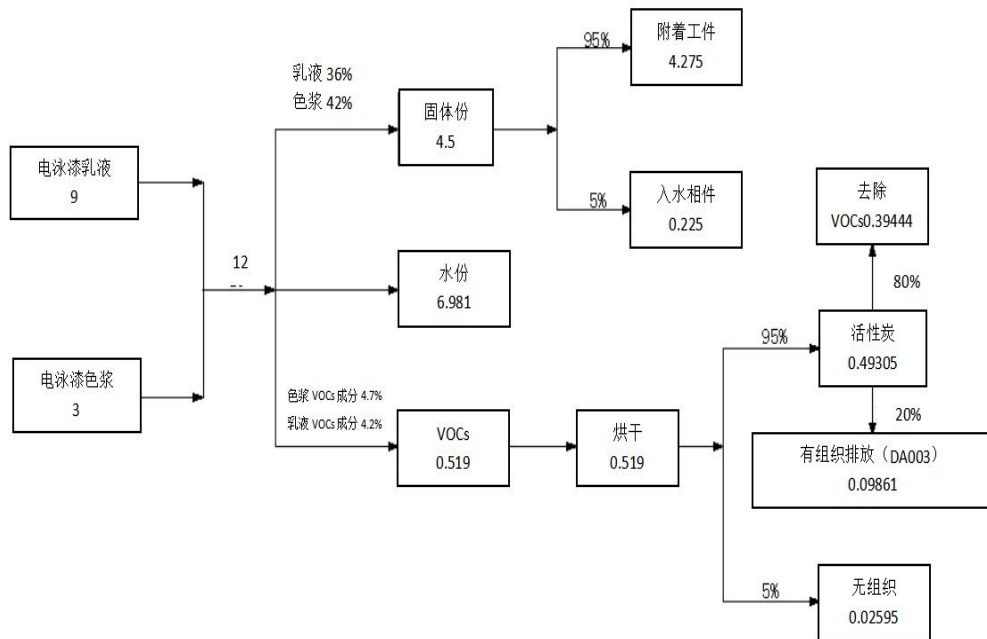 电泳漆乳液
9
电泳漆色浆
3
12
乳液 36%
色浆 42%
固体份
4.5
95%
附着工件
4.275
5%
入水相件
0.225
水份
6.981
色浆 VOCs 成分 4.7%
乳液 VOCs 成分 4.2%
VOCs
0.519
烘干
0.519
95%
活性炭
0.49305
80%
去除
VOCs0.39444
20%
有组织排放（DA003）
0.09861
5%
无组织
0.02595